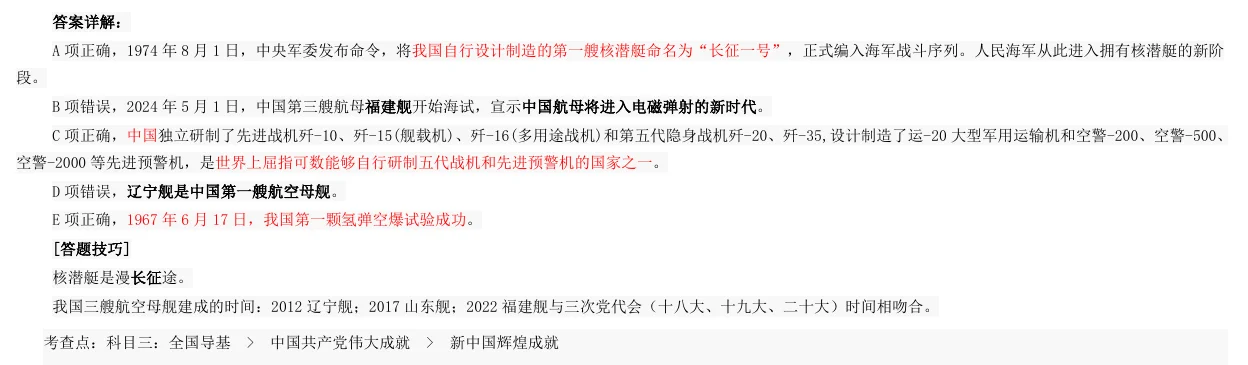 答案详解：
A 项正确，1974 年 8 月 1 日，中央军委发布命令，将我国自行设计制造的第一艘核潜艇命名为“长征一号”，正式编入海军战斗序列。人民海军从此进入拥有核潜艇的新阶
段。
B 项错误，2024 年 5 月 1 日，中国第三艘航母福建舰开始海试，宣示中国航母将进入电磁弹射的新时代。
C 项正确，中国独立研制了先进战机歼-10、歼-15(舰载机)、歼-16(多用途战机)和第五代隐身战机歼-20、歼-35,设计制造了运-20 大型军用运输机和空警-200、空警-500、
空警-2000 等先进预警机，是世界上屈指可数能够自行研制五代战机和先进预警机的国家之一。
D 项错误，辽宁舰是中国第一艘航空母舰。
E 项正确，1967 年 6 月 17 日，我国第一颗氢弹空爆试验成功。
[答题技巧]
核潜艇是漫长征途。
我国三艘航空母舰建成的时间：2012 辽宁舰；2017 山东舰；2022 福建舰与三次党代会（十八大、十九大、二十大）时间相吻合。
考查点：科目三：全国导基 > 中国共产党伟大成就 > 新中国辉煌成就